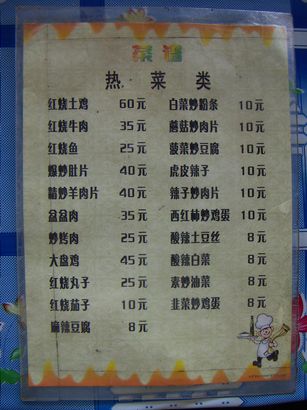 菜谱
热 菜 类
红烧土鸡 60元
红烧牛肉 35元
红烧鱼 25元
爆炒肚片 40元
精炒羊肉片 40元
盆盆肉 35元
炒烤肉 25元
大盘鸡 45元
红烧丸子 25元
红烧茄子 10元
麻辣豆腐 8元
白菜炒粉条 10元
蘑菇炒肉片 10元
菠菜炒豆腐 10元
虎皮辣子 10元
辣子炒肉片 10元
西红柿炒鸡蛋 10元
酸辣土豆丝 8元
酸辣白菜 8元
素炒油菜 8元
韭菜炒鸡蛋 8元